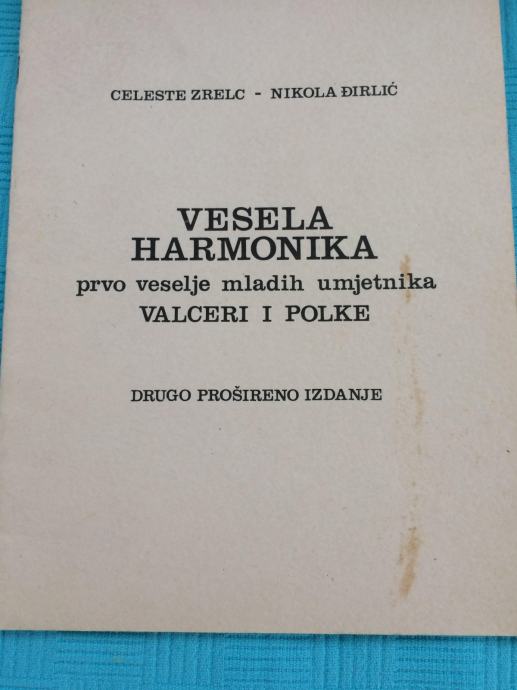 CELESTE ZRELC - NIKOLA ĐIRLIĆ
VESELA
HARMONIKA
prvo veselje mladih umjetnika
VALCERI I POLKE
DRUGO PROŠIRENO IZDANJE